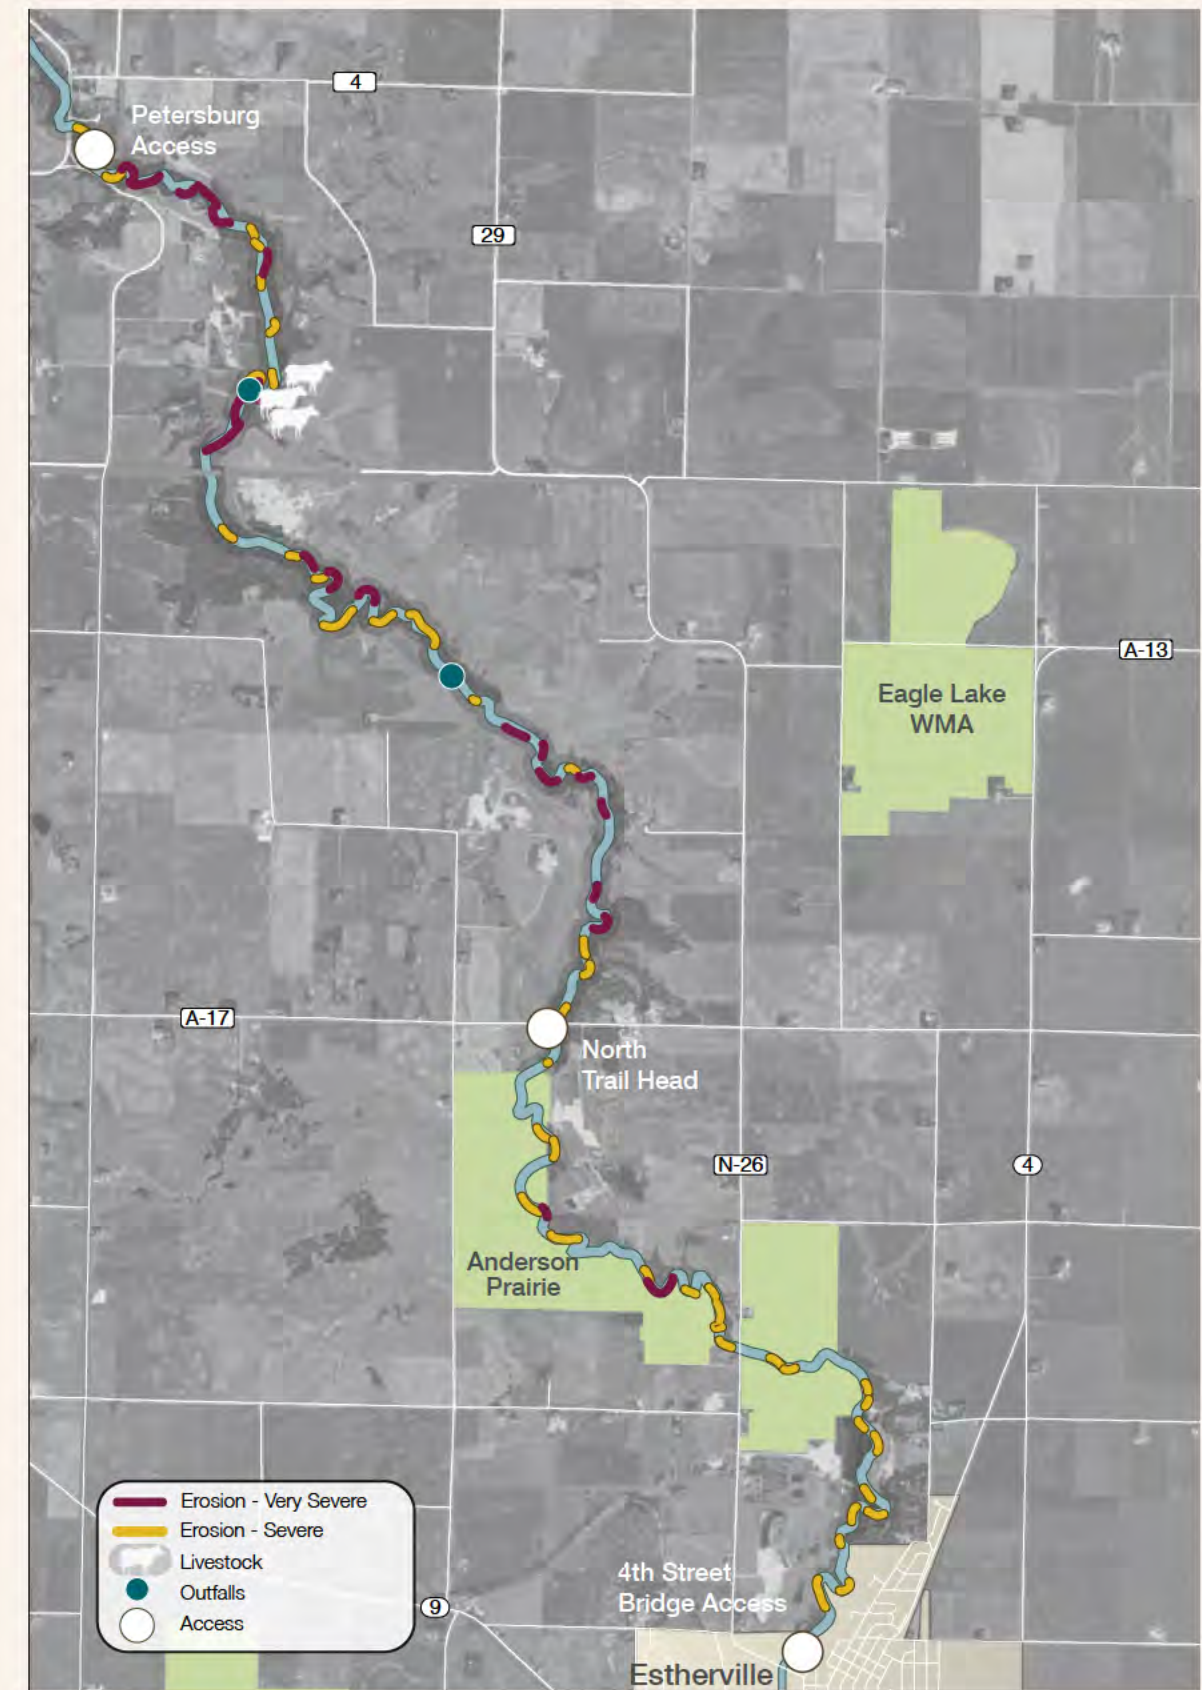 4
Petersburg
Access
29
A-13
Eagle Lake
WMA
A-17
North
Trail Head
N-26
4
Anderson
Prairie
Erosion - Very Severe
Erosion - Severe
Livestock
Outfalls
Access
9
4th Street
Bridge Access
Estherville